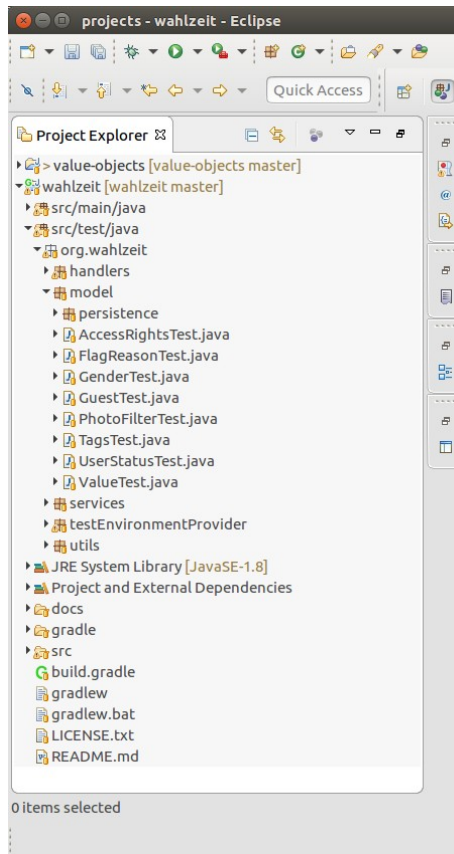 projects - wahlzeit - Eclipse
Quick Access
Project Explorer
> value-objects [value-objects master]
wahlzeit [wahlzeit master]
src/main/java
src/test/java
org.wahlzeit
handlers
model
persistence
AccessRightsTest.java
FlagReasonTest.java
GenderTest.java
GuestTest.java
PhotoFilterTest.java
TagsTest.java
UserStatusTest.java
ValueTest.java
services
testEnvironmentProvider
utils
JRE System Library [JavaSE-1.8]
Project and External Dependencies
docs
gradle
src
build.gradle
gradlew
gradlew.bat
LICENSE.txt
README.md
0 items selected